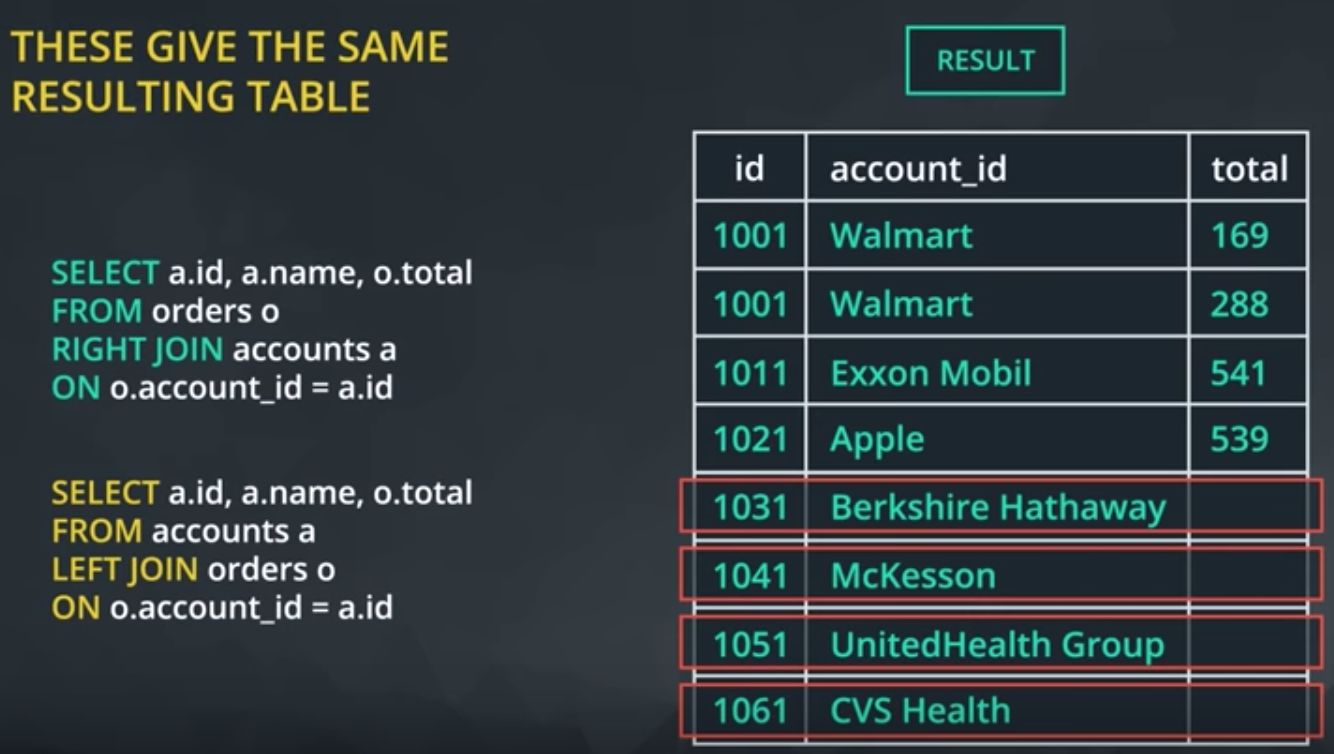 THESE GIVE THE SAME
RESULTING TABLE
SELECT a.id, a.name, o.total
FROM orders o
RIGHT JOIN accounts a
ON o.account_id = a.id
SELECT a.id, a.name, o.total
FROM accounts a
LEFT JOIN orders o
ON o.account_id = a.id
RESULT
id account_id total
1001 Walmart 169
1001 Walmart 288
1011 Exxon Mobil 541
1021 Apple 539
1031 Berkshire Hathaway
1041 McKesson
1051 UnitedHealth Group
1061 CVS Health